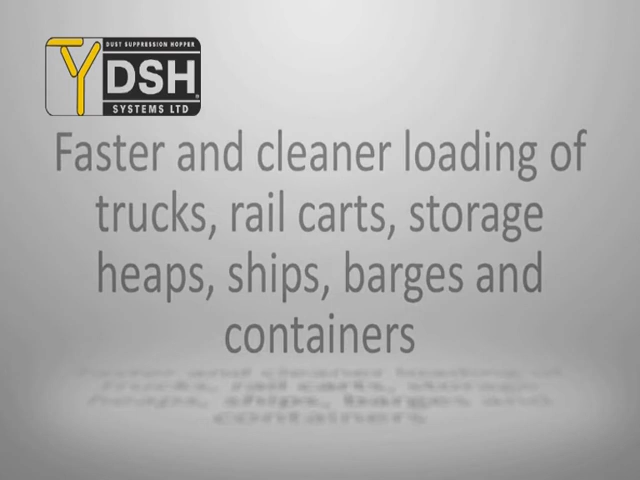 DUST SUPPRESSION HOPPER
DSH
SYSTEMS LTD
Faster and cleaner loading of
trucks, rail carts, storage
heaps, ships, barges and
containers